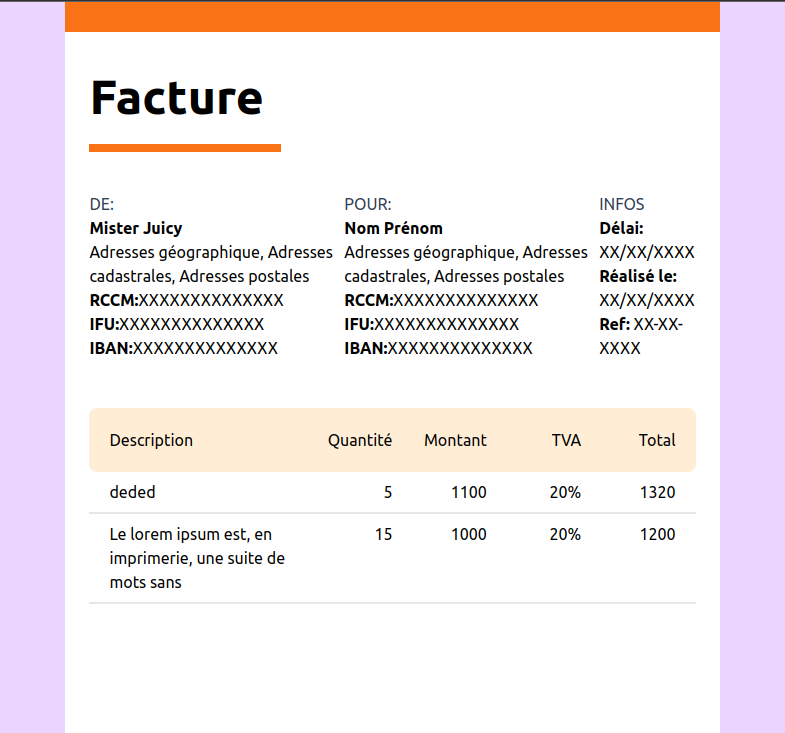 Facture
DE:
Mister Juicy
Adresses géographique, Adresses
cadastrales, Adresses postales
RCCM:XXXXXXXXXXXXXX
IFU:XXXXXXXXXXXXXX
IBAN:XXXXXXXXXXXXXX
POUR:
Nom Prénom
Adresses géographique, Adresses
cadastrales, Adresses postales
RCCM:XXXXXXXXXXXXXX
IFU:XXXXXXXXXXXXXX
IBAN:XXXXXXXXXXXXXX
INFOS
Délai:
XX/XX/XXXX
Réalisé le:
XX/XX/XXXX
Ref: XX-XX-
XXXX
Description Quantité Montant TVA Total
deded 5 1100 20% 1320
Le lorem ipsum est, en 15 1000 20% 1200
imprimerie, une suite de
mots sans